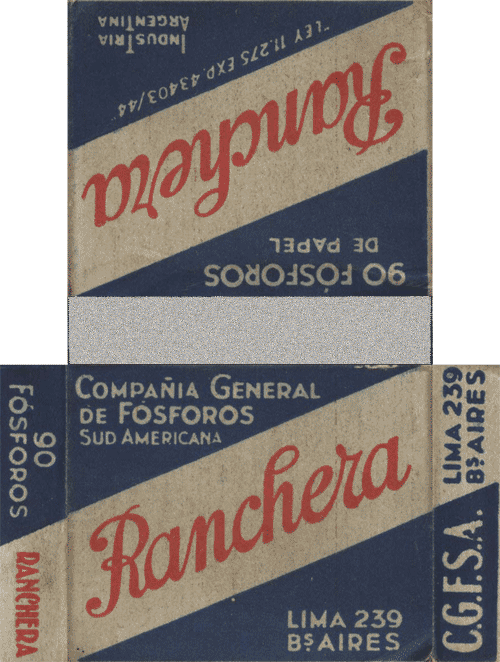 INDUSTRIA
ARGENTINA
"LEY 11.275 EXP. 43403/44"
Ranchera
90 FÓSFOROS
DE PAPEL
COMPAÑIA GENERAL
DE FÓSFOROS
SUD AMERICANA
Ranchera
LIMA 239
Bs AIRES
90
FÓSFOROS
RANCHERA
LIMA 239
Bs AIRES
C.G.F.S.A.